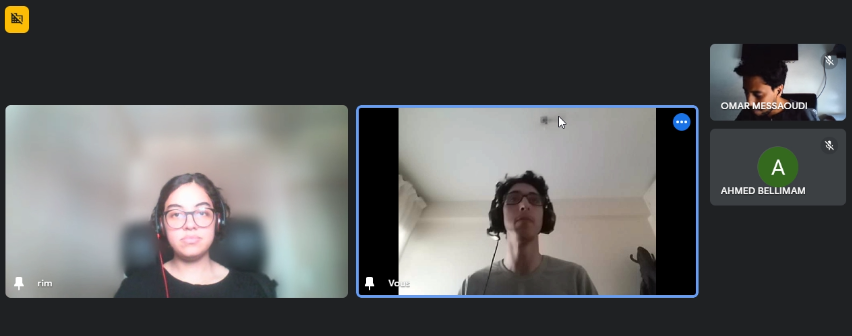 rim
Vous
OMAR MESSAOUDI
A
AHMED BELLIMAM